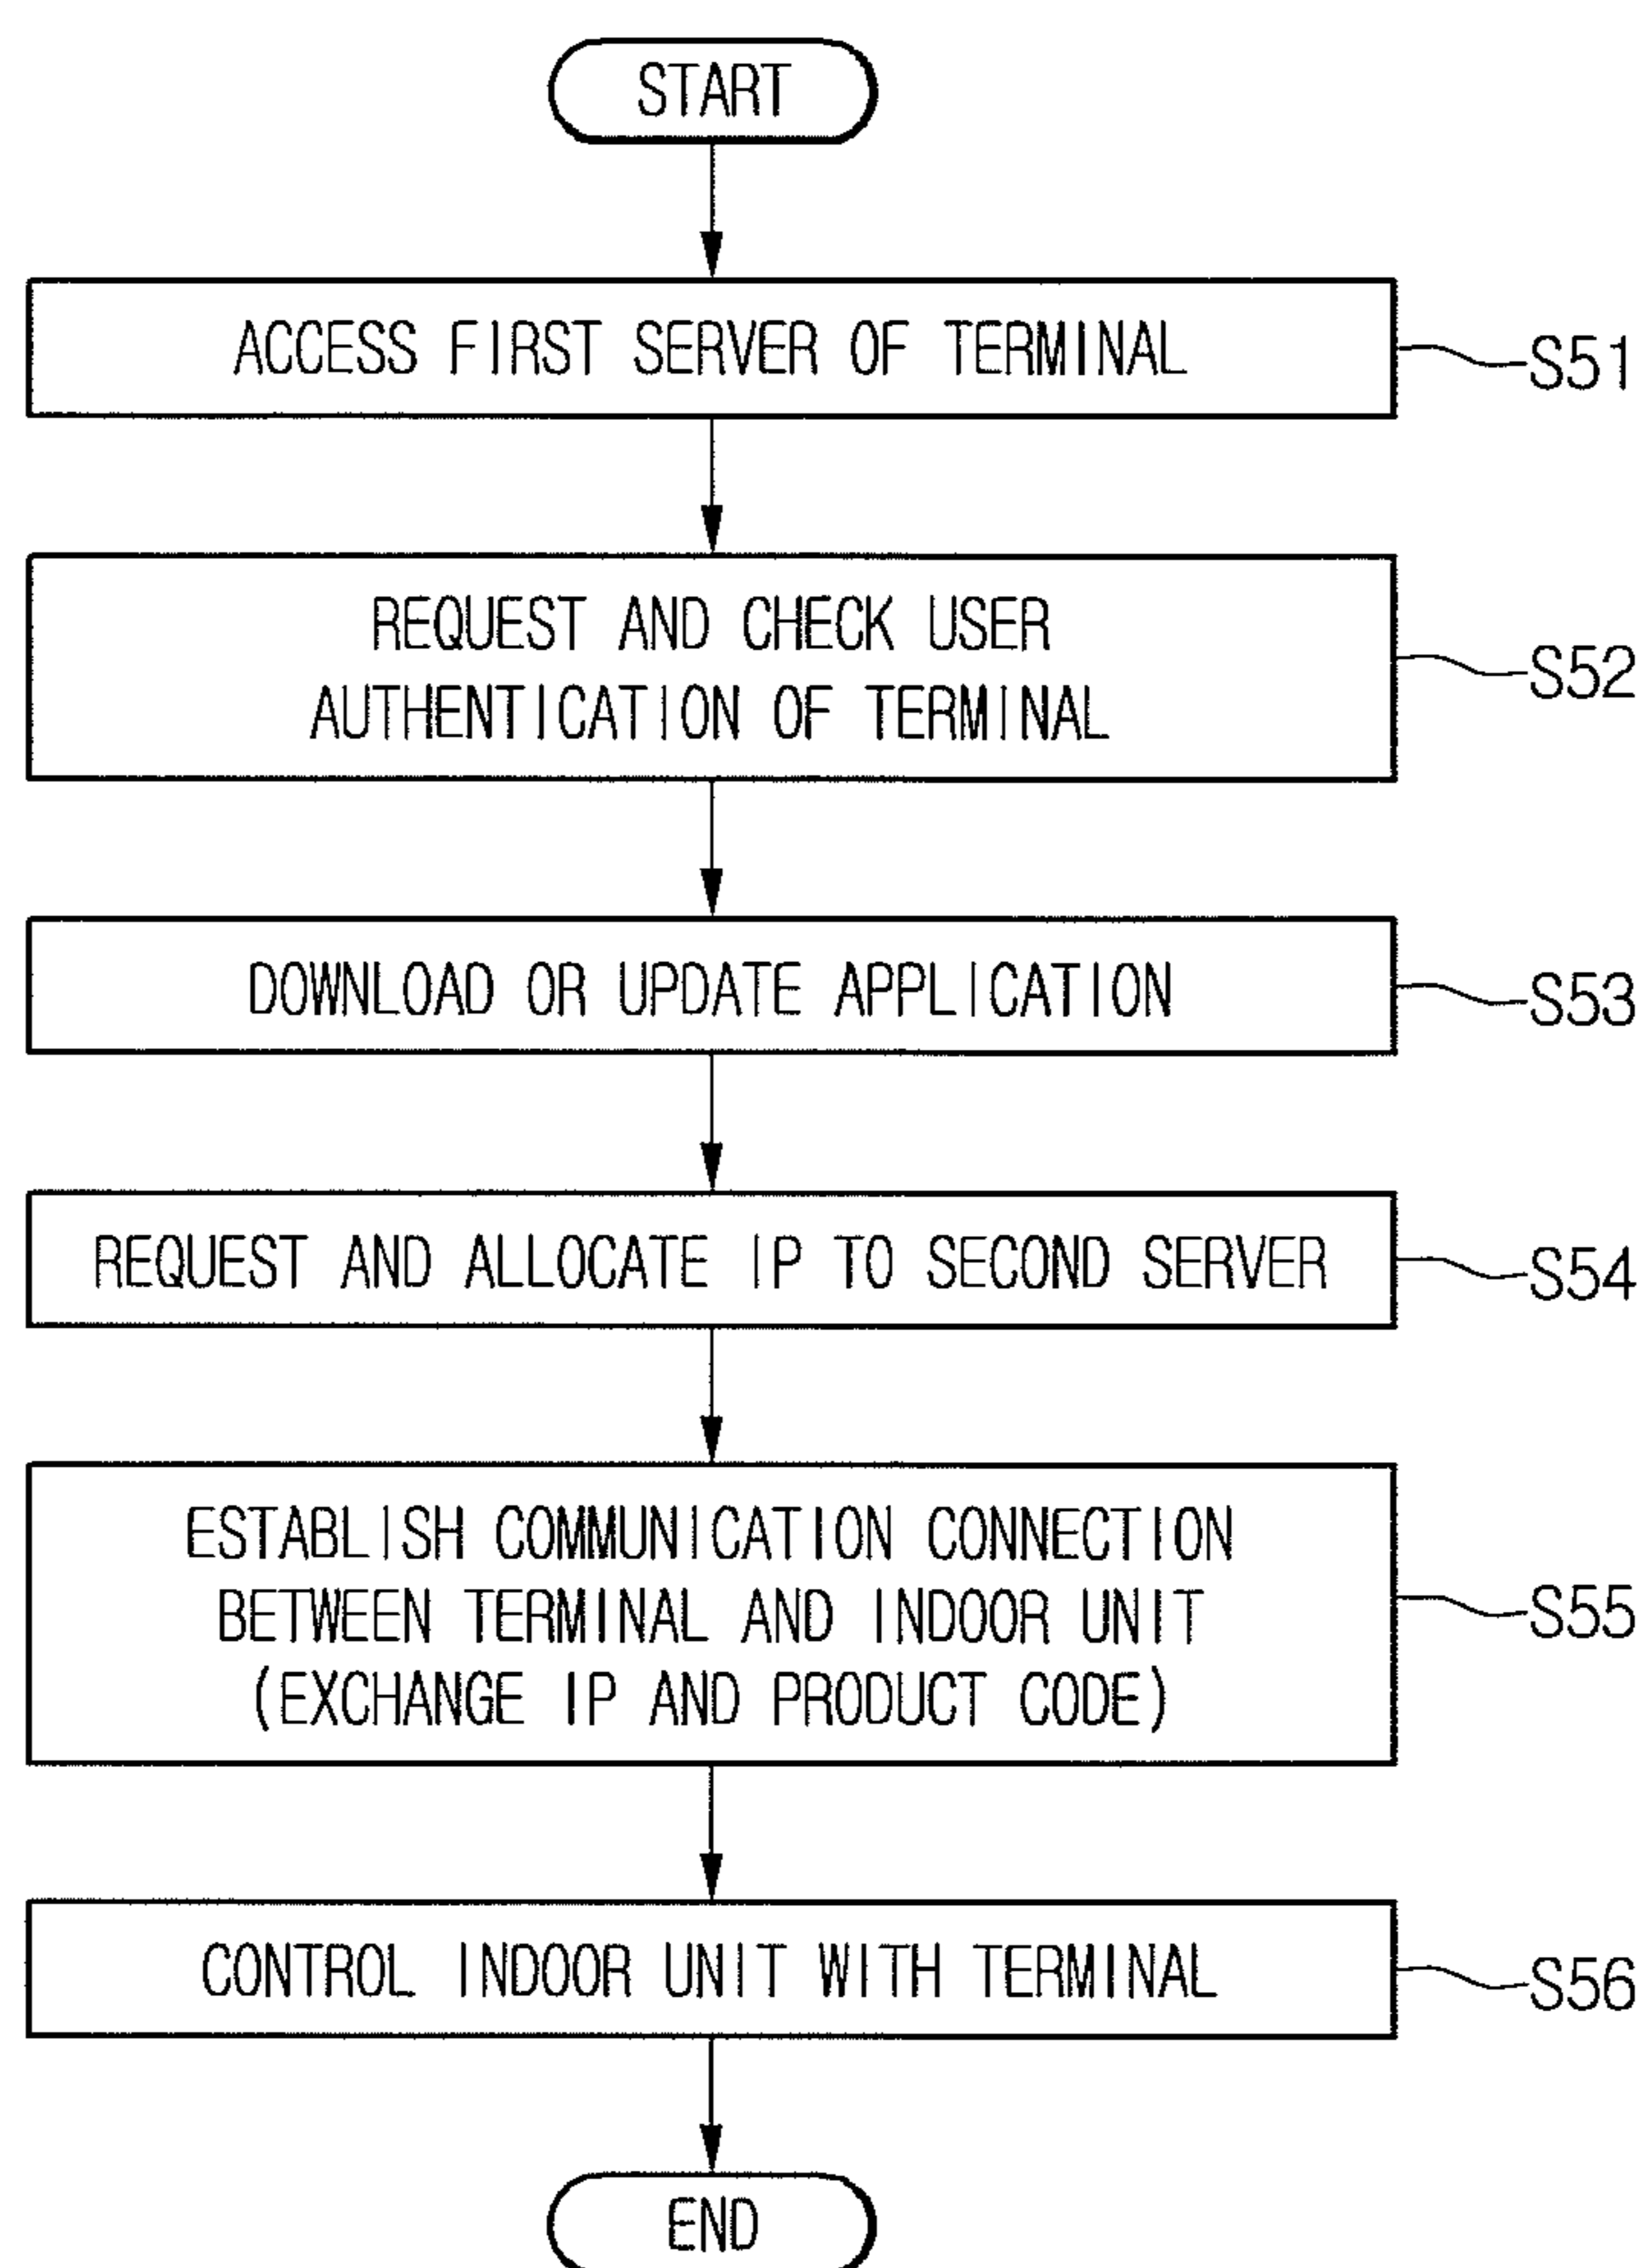 START
ACCESS FIRST SERVER OF TERMINAL
S51
REQUEST AND CHECK USER
AUTHENTICATION OF TERMINAL
S52
DOWNLOAD OR UPDATE APPLICATION
S53
REQUEST AND ALLOCATE IP TO SECOND SERVER
S54
ESTABLISH COMMUNICATION CONNECTION
BETWEEN TERMINAL AND INDOOR UNIT
(EXCHANGE IP AND PRODUCT CODE)
S55
CONTROL INDOOR UNIT WITH TERMINAL
S56
END